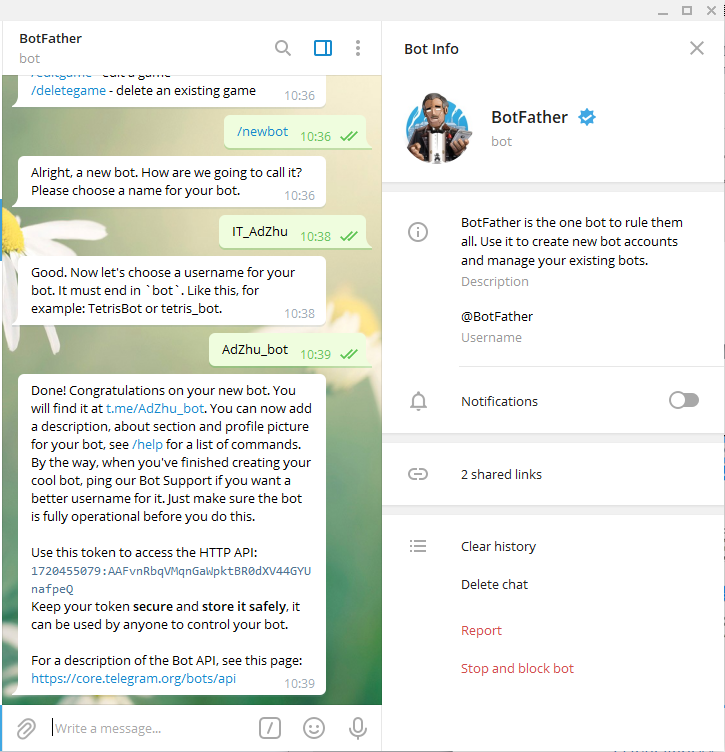 BotFather
bot
/editgame - edit a game
/deletegame - delete an existing game
10:36
/newbot 10:36
Alright, a new bot. How are we going to call it?
Please choose a name for your bot.
10:36
IT_AdZhu 10:38
Good. Now let's choose a username for your
bot. It must end in `bot`. Like this, for
example: TetrisBot or tetris_bot.
10:38
AdZhu_bot 10:39
Done! Congratulations on your new bot. You
will find it at t.me/AdZhu_bot. You can now add
a description, about section and profile picture
for your bot, see /help for a list of commands.
By the way, when you've finished creating your
cool bot, ping our Bot Support if you want a
better username for it. Just make sure the bot
is fully operational before you do this.
Use this token to access the HTTP API:
1720455079:AAFvnRbqVMqnGaWpktBR0dXV44GYU
nafpeQ
Keep your token secure and store it safely, it
can be used by anyone to control your bot.
For a description of the Bot API, see this page:
https://core.telegram.org/bots/api
10:39
Write a message...
Bot Info
BotFather
bot
BotFather is the one bot to rule them
all. Use it to create new bot accounts
and manage your existing bots.
Description
@BotFather
Username
Notifications
2 shared links
Clear history
Delete chat
Report
Stop and block bot